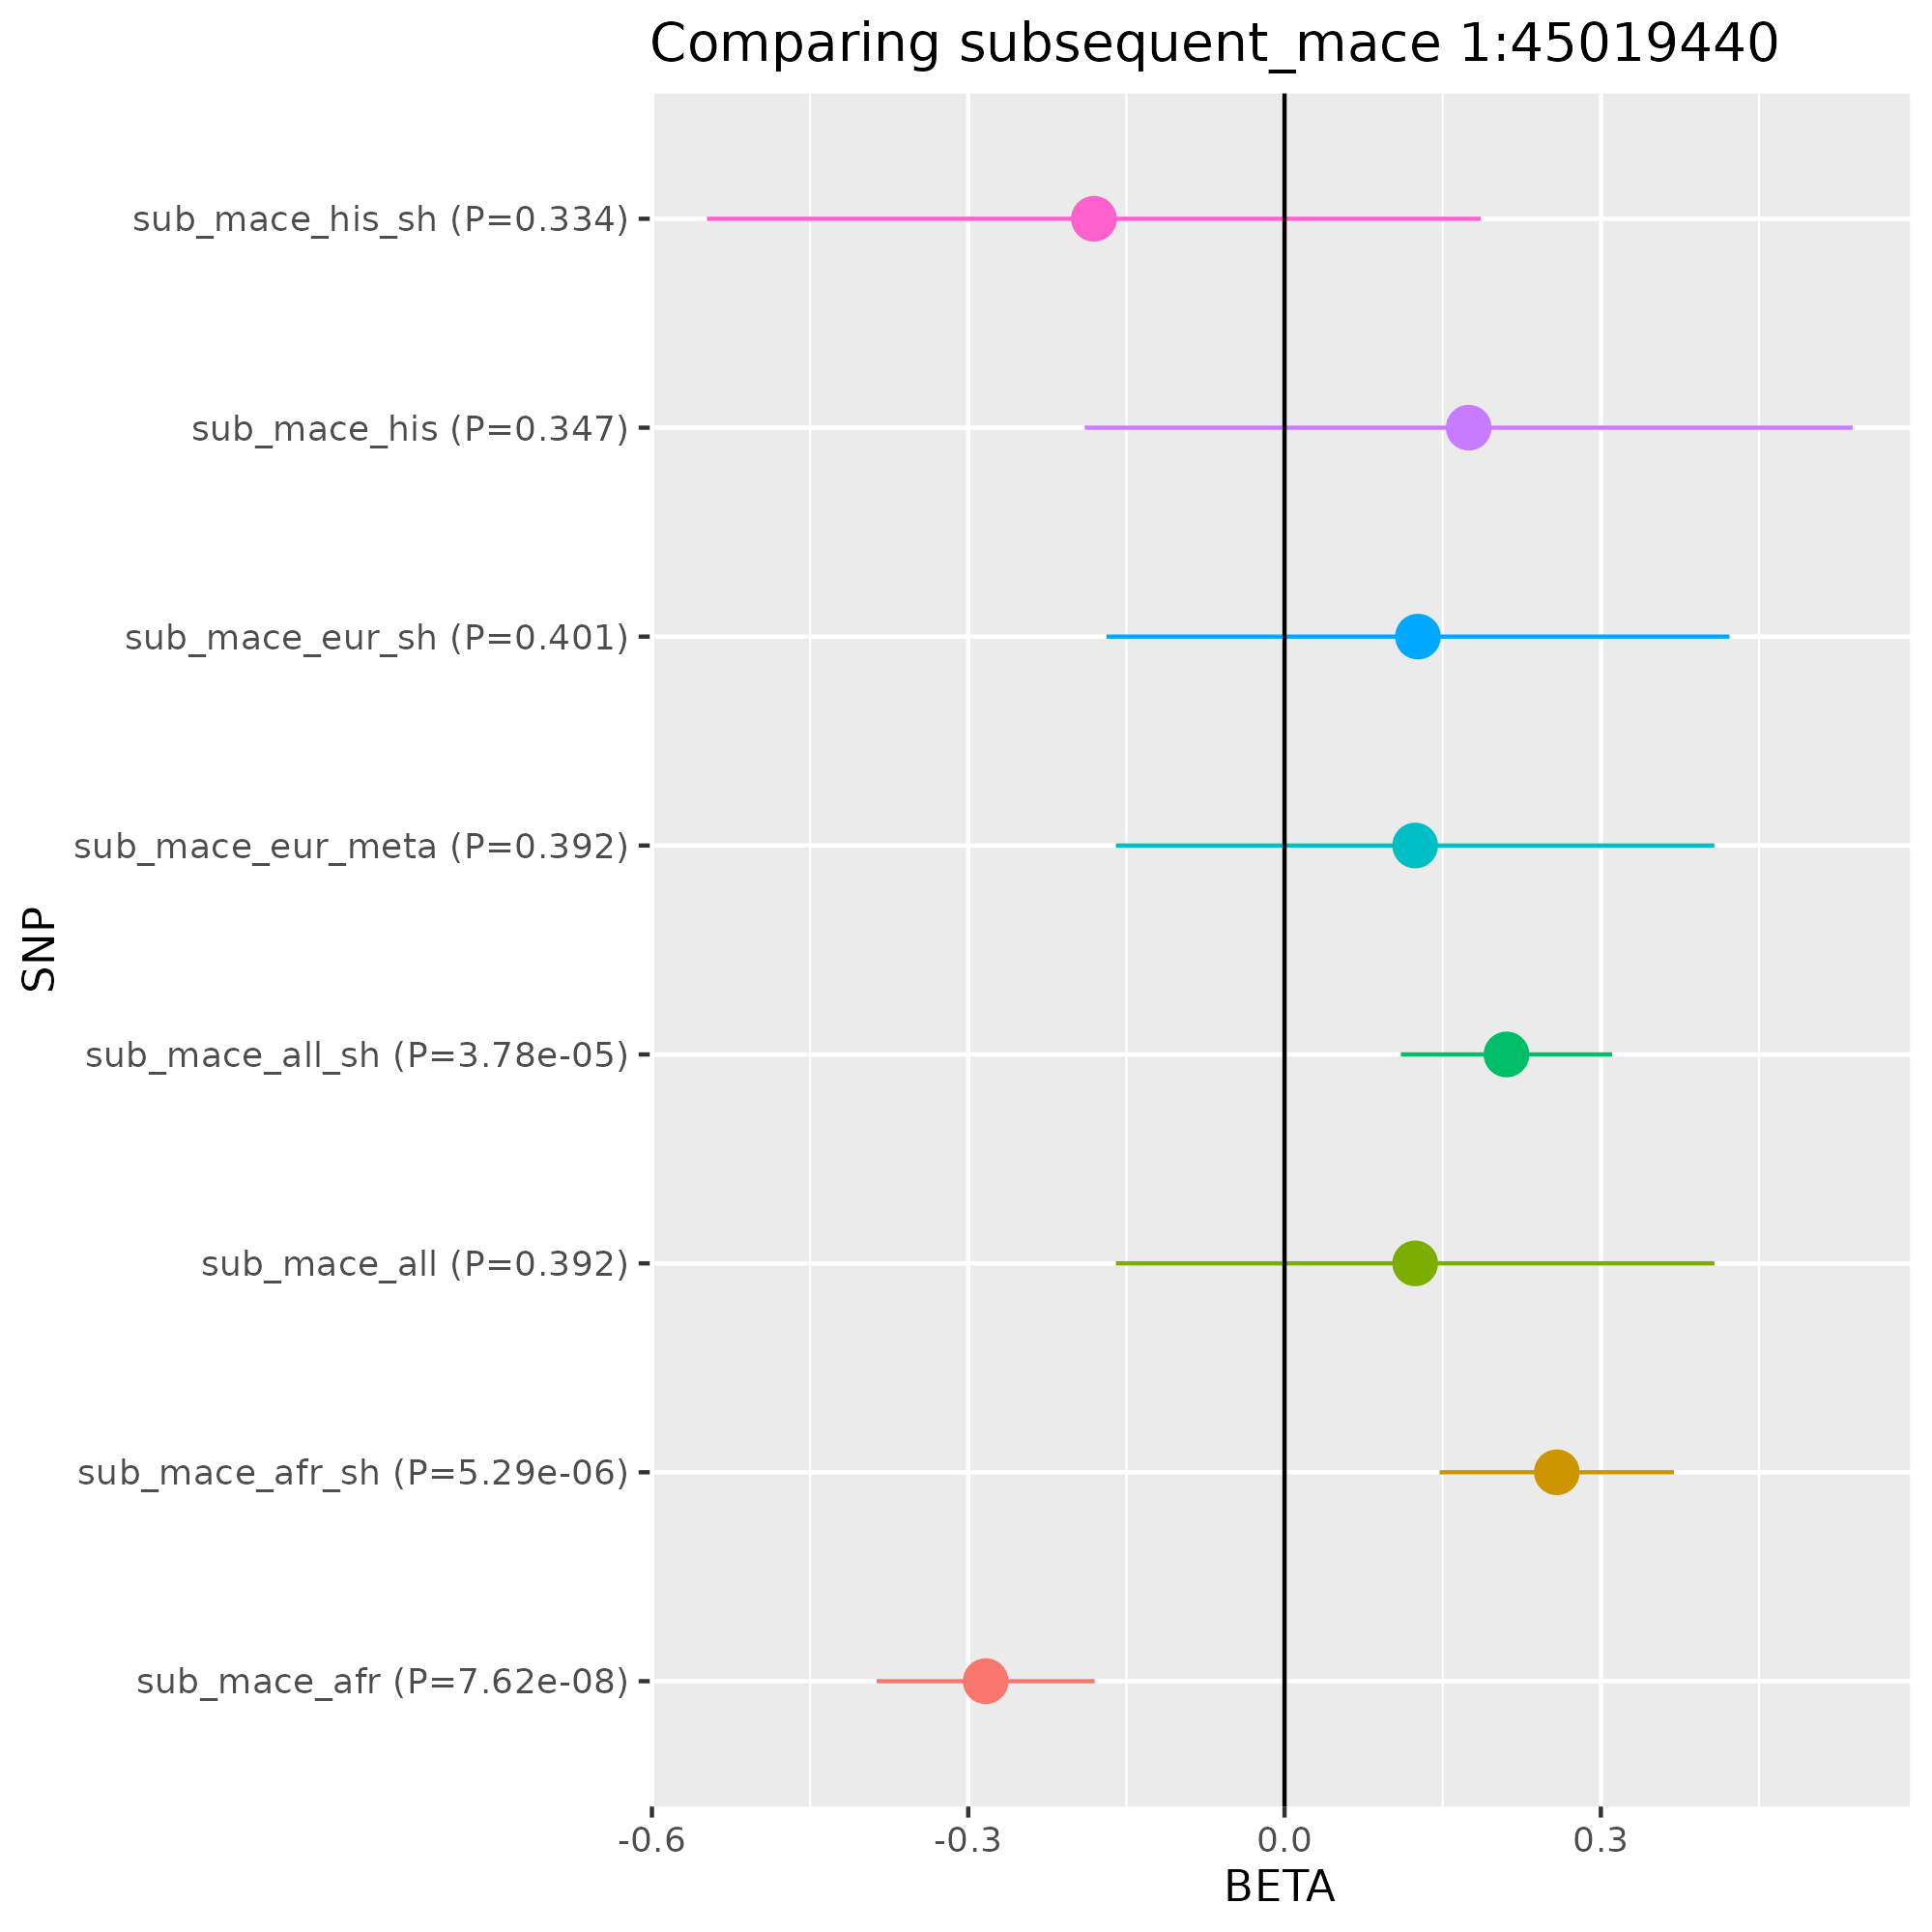 Comparing subsequent_mace 1:45019440
sub_mace_his_sh (P=0.334)
sub_mace_his (P=0.347)
sub_mace_eur_sh (P=0.401)
sub_mace_eur_meta (P=0.392)
SNP
sub_mace_all_sh (P=3.78e-05)
sub_mace_all (P=0.392)
sub_mace_afr_sh (P=5.29e-06)
sub_mace_afr (P=7.62e-08)
-0.6 -0.3 0.0 0.3
BETA